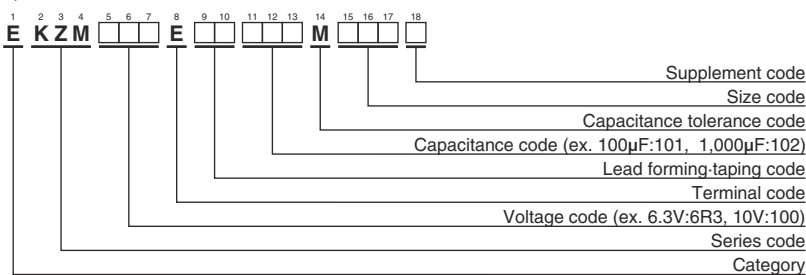 1 2 3 4 5 6 7 8 9 10 11 12 13 14 15 16 17 18
E KZM E M
Supplement code
Size code
Capacitance tolerance code
Capacitance code (ex. 100μF:101, 1,000μF:102)
Lead forming·taping code
Terminal code
Voltage code (ex. 6.3V:6R3, 10V:100)
Series code
Category